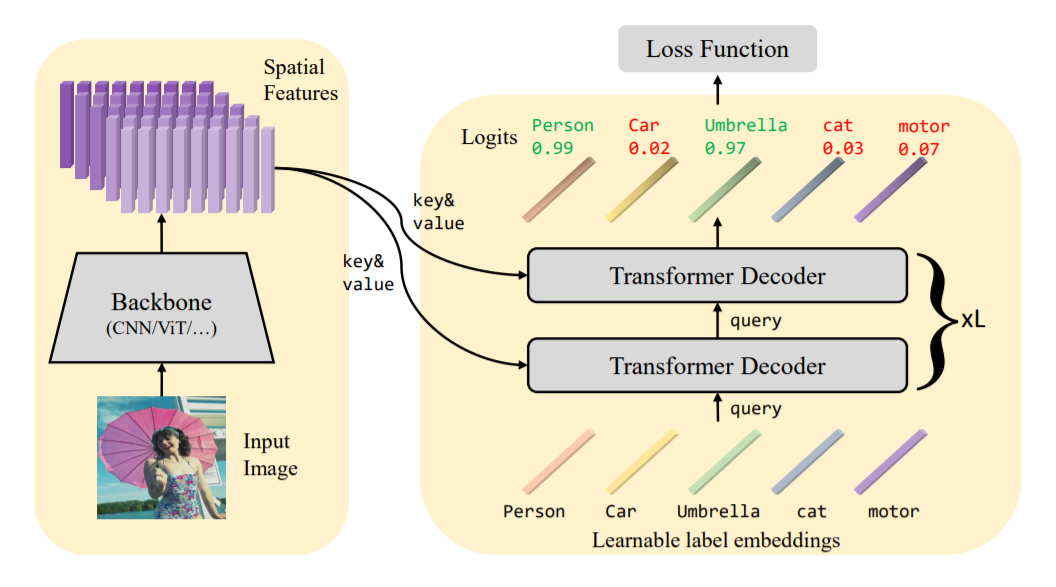 Loss Function
Spatial
Features
Logits
Person Car Umbrella cat motor
0.99 0.02 0.97 0.03 0.07
key&
value
key&
value
Transformer Decoder
query
Transformer Decoder
query
xL
Backbone
(CNN/ViT/…)
Input
Image
Person Car Umbrella cat motor
Learnable label embeddings